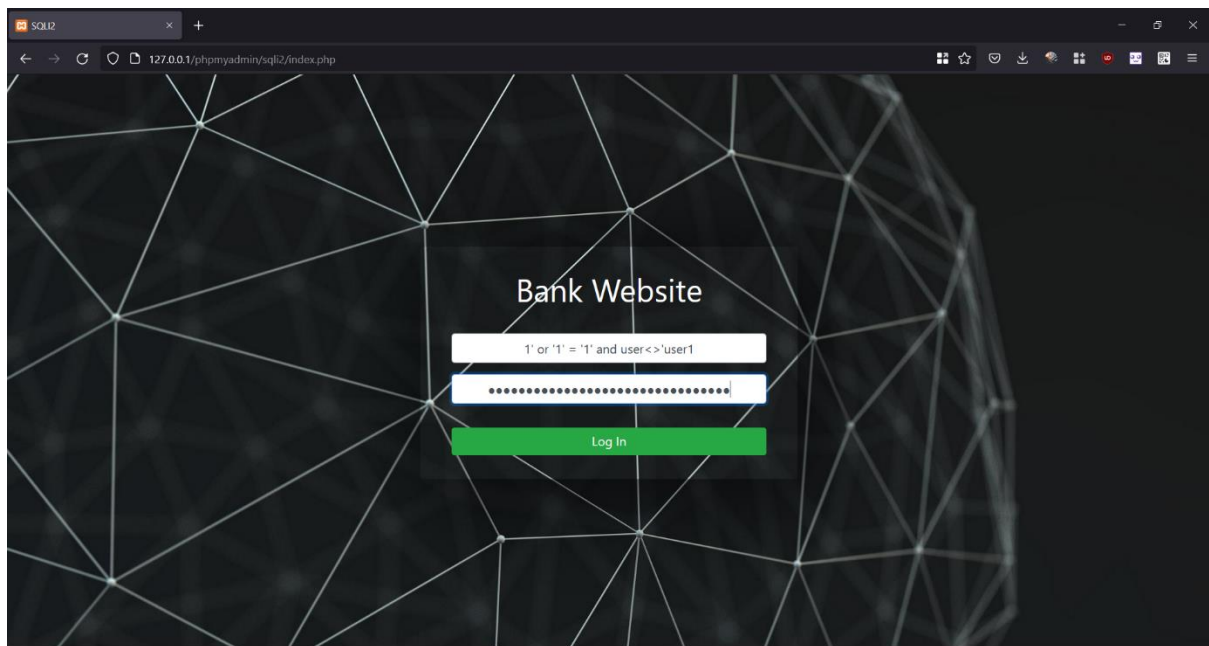 SQLI2
127.0.0.1/phpmyadmin/sqli2/index.php
Bank Website
1' or '1' = '1' and user<>'user1
••••••••••••••••••••••••••••••••
Log In